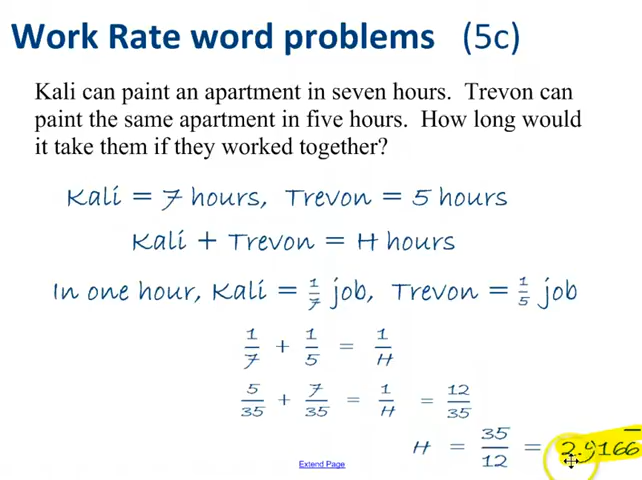 Work Rate word problems (5c)
Kali can paint an apartment in seven hours. Trevon can
paint the same apartment in five hours. How long would
it take them if they worked together?
Kali = 7 hours, Trevon = 5 hours
Kali + Trevon = H hours
In one hour, Kali = 1/7 job, Trevon = 1/5 job
1/7 + 1/5 = 1/H
5/35 + 7/35 = 1/H = 12/35
H = 35/12 = 2.9166̅
Extend Page